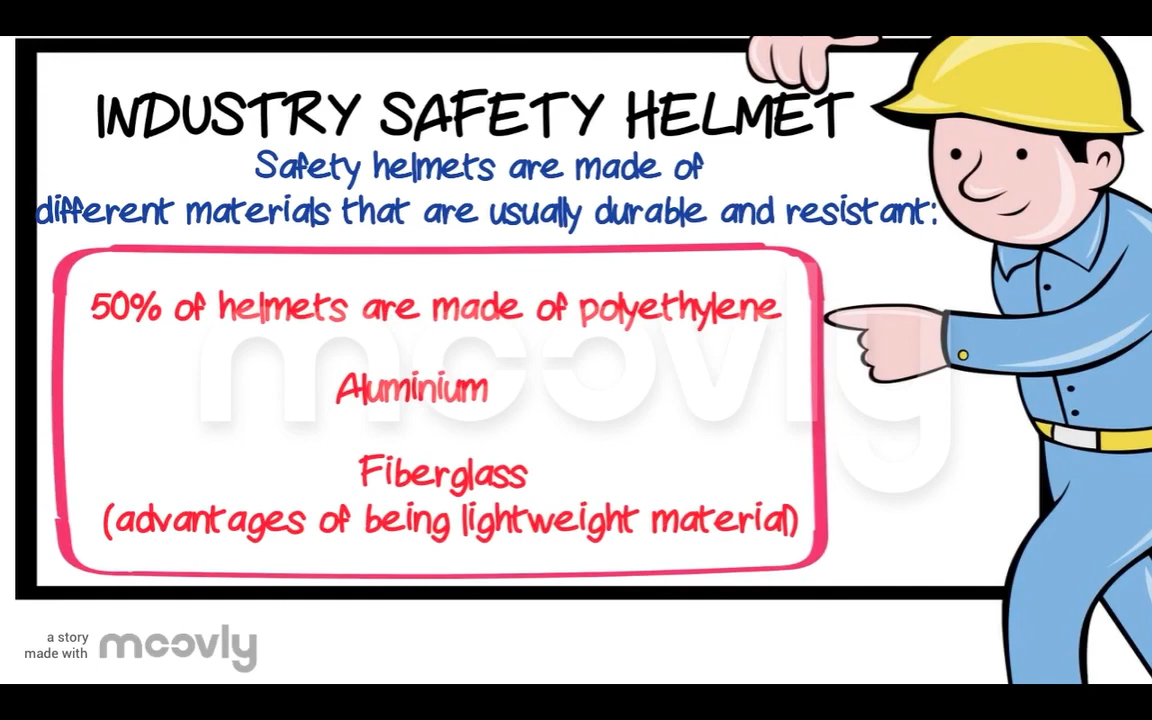 INDUSTRY SAFETY HELMET
Safety helmets are made of
different materials that are usually durable and resistant:
50% of helmets are made of polyethylene
Aluminium
Fiberglass
(advantages of being lightweight material)
moovly
a story
made with moovly